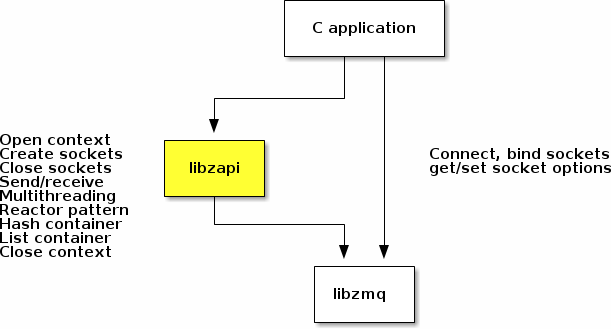 C application
Open context
Create sockets
Close sockets
Send/receive
Multithreading
Reactor pattern
Hash container
List container
Close context
libzapi
Connect, bind sockets
get/set socket options
libzmq